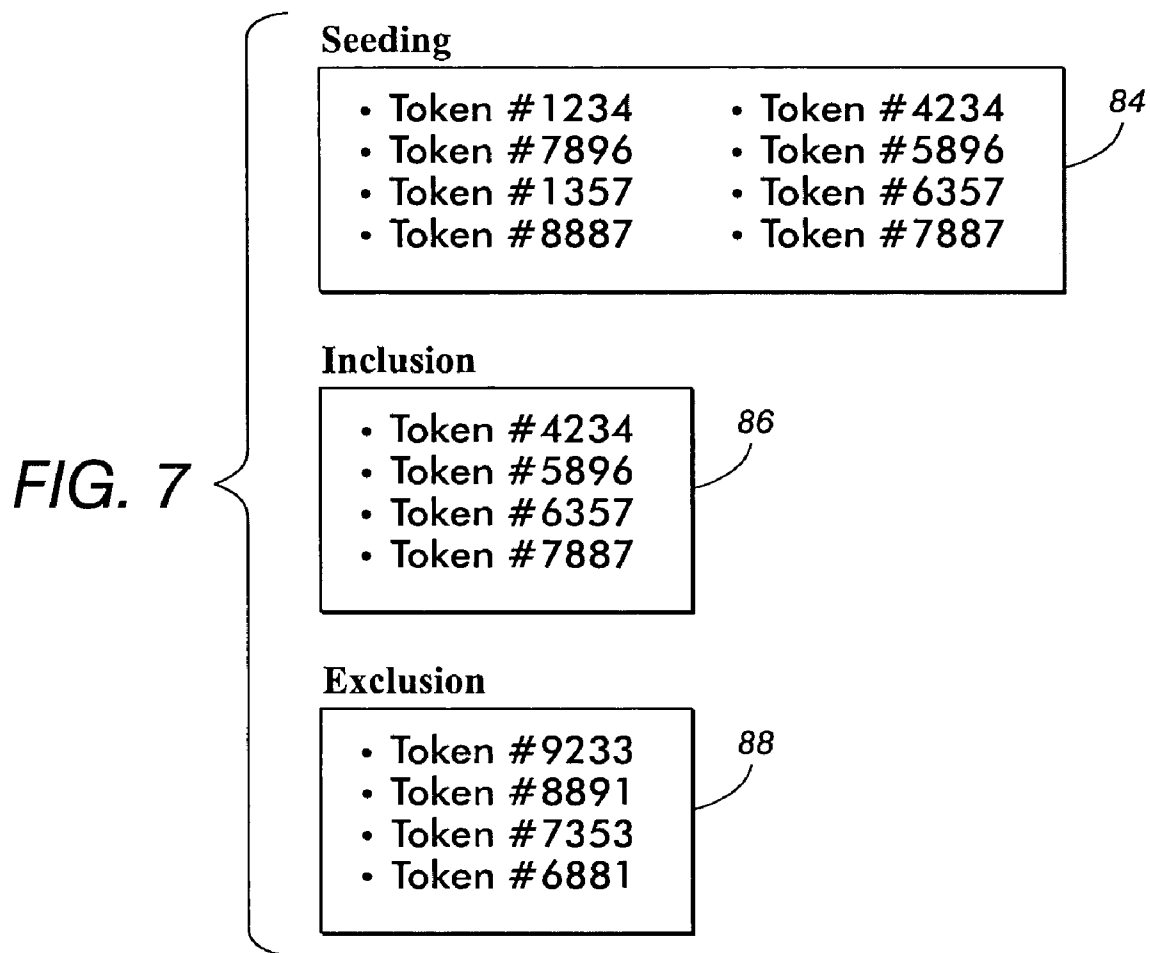 Seeding
• Token #1234 • Token #4234
• Token #7896 • Token #5896
• Token #1357 • Token #6357
• Token #8887 • Token #7887
84
Inclusion
• Token #4234
• Token #5896
• Token #6357
• Token #7887
86
FIG. 7
Exclusion
• Token #9233
• Token #8891
• Token #7353
• Token #6881
88